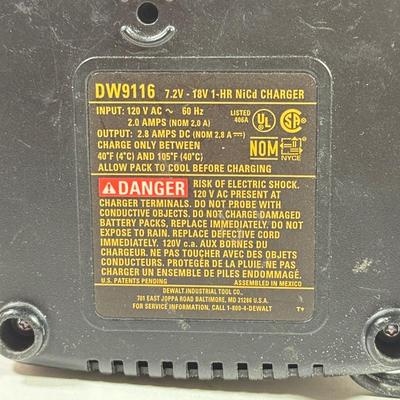 DW9116 7.2V - 18V 1-HR NiCd CHARGER
INPUT: 120 V AC ~ 60 Hz
2.0 AMPS (NOM 2,0 A)
OUTPUT: 2.8 AMPS DC (NOM 2,8 A ⎓)
CHARGE ONLY BETWEEN
40°F (4°C) AND 105°F (40°C)
ALLOW PACK TO COOL BEFORE CHARGING
LISTED
406A
UL
SA
NOM
NYCE
⚠ DANGER RISK OF ELECTRIC SHOCK.
120 V AC PRESENT AT
CHARGER TERMINALS. DO NOT PROBE WITH
CONDUCTIVE OBJECTS. DO NOT CHARGE DAMAGED
BATTERY PACKS, REPLACE IMMEDIATELY. DO NOT
EXPOSE TO RAIN. REPLACE DEFECTIVE CORD
IMMEDIATELY. 120V c.a. AUX BORNES DU
CHARGEUR. N'APPROCHER PAS AVEC DES OBJETS
CONDUCTEURS. PROTÉGER DE LA PLUIE. NE PAS
CHARGER UN ENSEMBLE DE PILES ENDOMMAGÉ.
U.S. PATENTS PENDING ASSEMBLED IN MEXICO
DEWALT INDUSTRIAL TOOL CO.,
701 EAST JOPPA ROAD BALTIMORE, MD 21286 U.S.A.
FOR SERVICE INFORMATION, CALL 1-800-4-DEWALT
T+